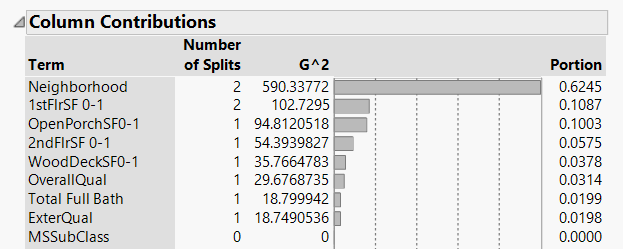 Column Contributions
Number
Term of Splits G^2 Portion
Neighborhood 2 590.33772 0.6245
1stFlrSF 0-1 2 102.7295 0.1087
OpenPorchSF0-1 1 94.8120518 0.1003
2ndFlrSF 0-1 1 54.3939827 0.0575
WoodDeckSF0-1 1 35.7664783 0.0378
OverallQual 1 29.6768735 0.0314
Total Full Bath 1 18.799942 0.0199
ExterQual 1 18.7490536 0.0198
MSSubClass 0 0 0.0000